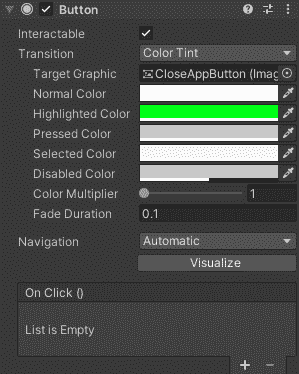 Button
Interactable
Transition Color Tint
Target Graphic CloseAppButton (Imag
Normal Color
Highlighted Color
Pressed Color
Selected Color
Disabled Color
Color Multiplier 1
Fade Duration 0.1
Navigation Automatic
Visualize
On Click ()
List is Empty